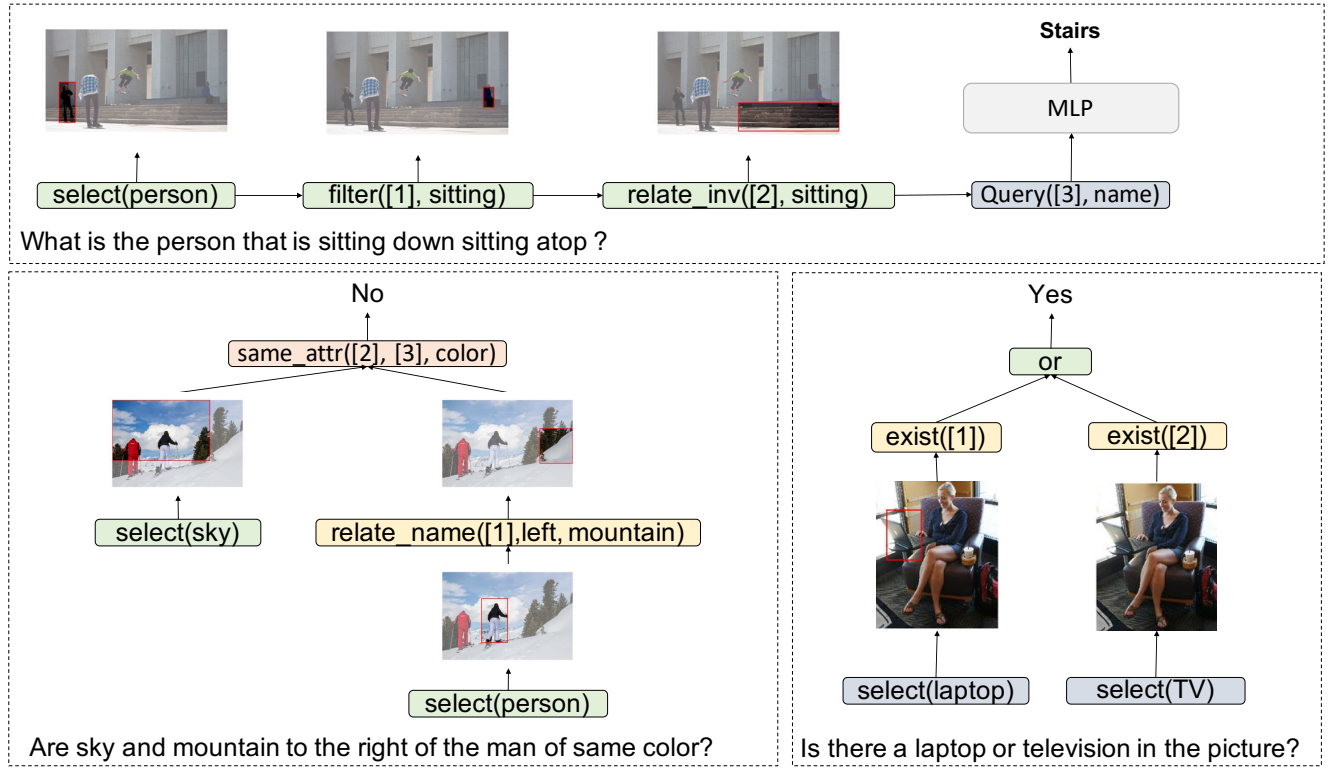 Stairs
MLP
select(person)
filter([1], sitting)
relate_inv([2], sitting)
Query([3], name)
What is the person that is sitting down sitting atop ?
No
same_attr([2], [3], color)
select(sky)
relate_name([1],left, mountain)
select(person)
Are sky and mountain to the right of the man of same color?
Yes
or
exist([1])
exist([2])
select(laptop)
select(TV)
Is there a laptop or television in the picture?